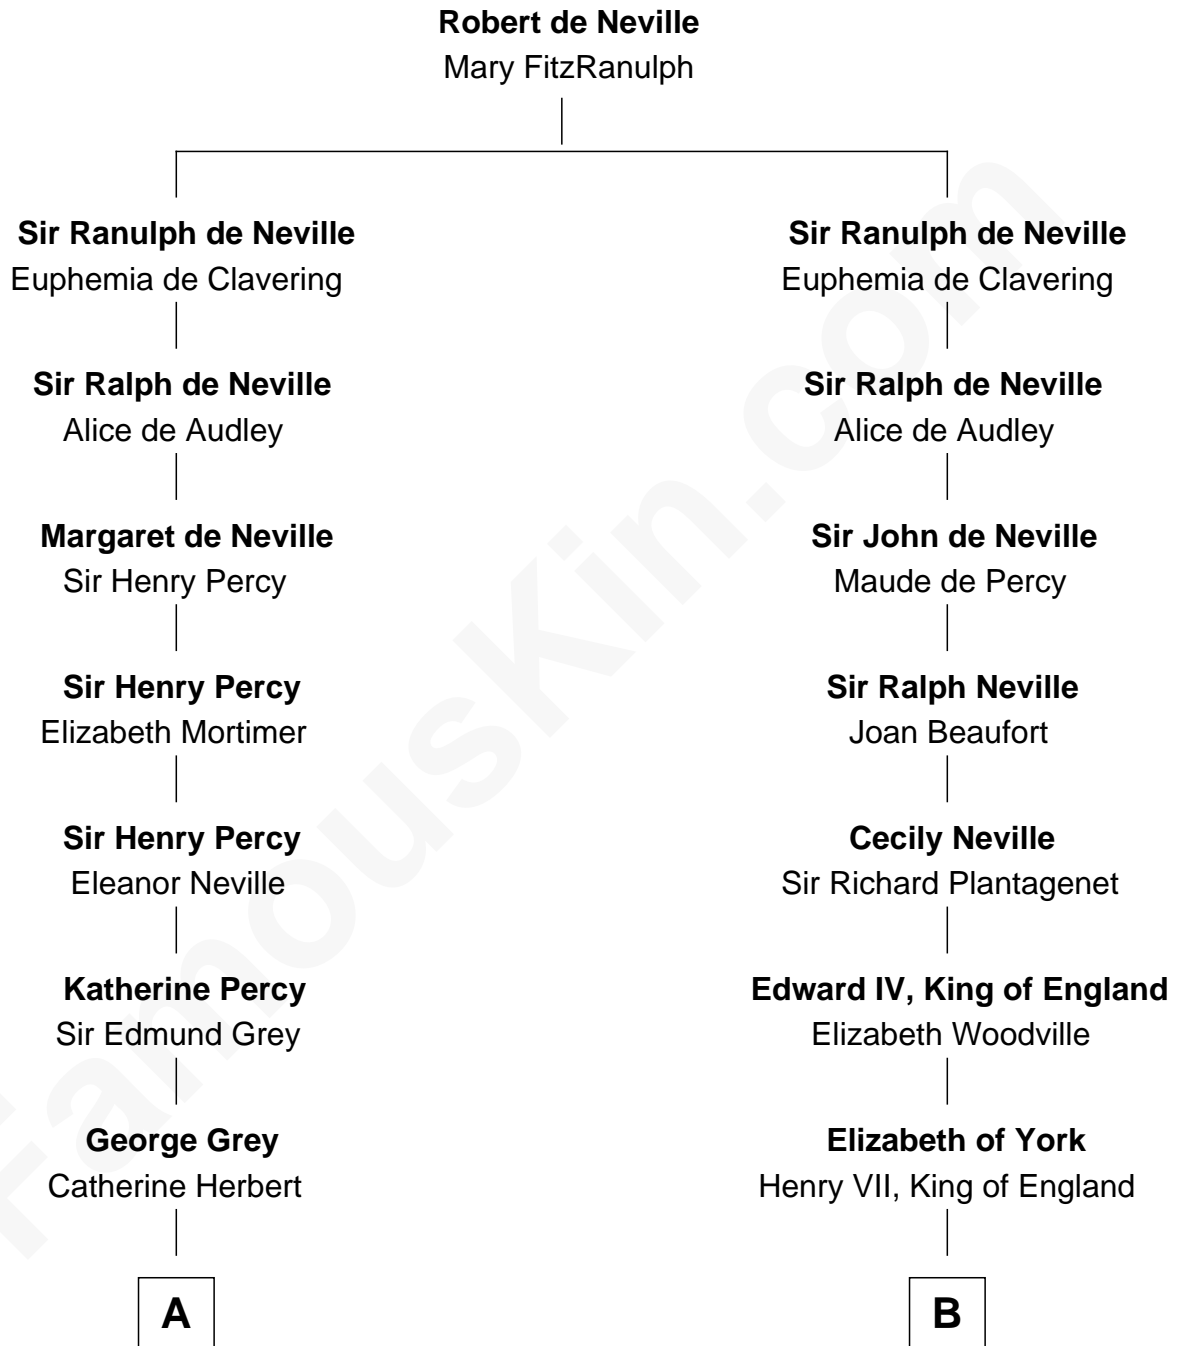 Robert de Neville
Mary FitzRanulph
Sir Ranulph de Neville
Euphemia de Clavering
Sir Ralph de Neville
Alice de Audley
Margaret de Neville
Sir Henry Percy
Sir Henry Percy
Elizabeth Mortimer
Sir Henry Percy
Eleanor Neville
Katherine Percy
Sir Edmund Grey
George Grey
Catherine Herbert
A
Sir Ranulph de Neville
Euphemia de Clavering
Sir Ralph de Neville
Alice de Audley
Sir John de Neville
Maude de Percy
Sir Ralph Neville
Joan Beaufort
Cecily Neville
Sir Richard Plantagenet
Edward IV, King of England
Elizabeth Woodville
Elizabeth of York
Henry VII, King of England
B
FamousKin.com